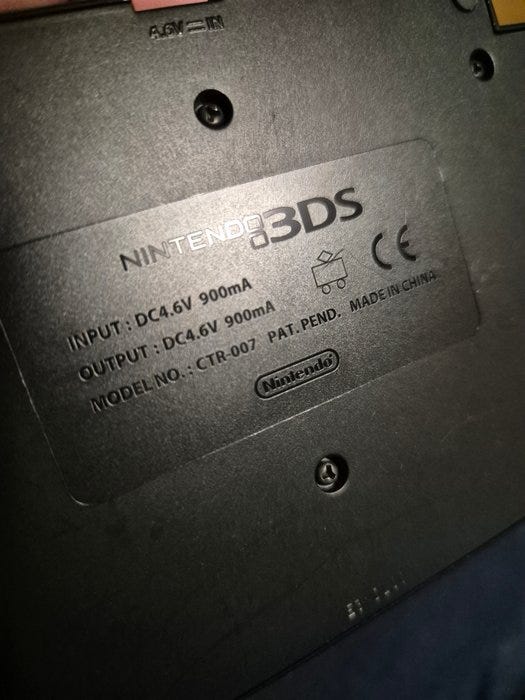 4.6V ⎓ IN
NINTENDO 3DS
INPUT : DC4.6V 900mA
OUTPUT : DC4.6V 900mA
MODEL NO. : CTR-007 PAT. PEND. MADE IN CHINA
CE
Nintendo